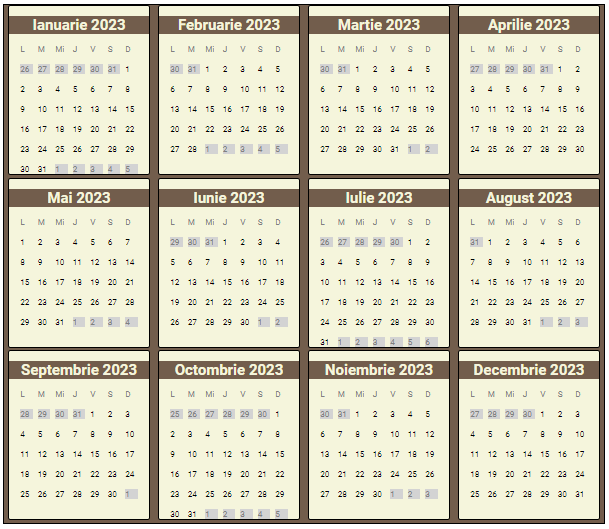 Ianuarie 2023
L M Mi J V S D
26 27 28 29 30 31 1
2 3 4 5 6 7 8
9 10 11 12 13 14 15
16 17 18 19 20 21 22
23 24 25 26 27 28 29
30 31 1 2 3 4 5
Februarie 2023
L M Mi J V S D
30 31 1 2 3 4 5
6 7 8 9 10 11 12
13 14 15 16 17 18 19
20 21 22 23 24 25 26
27 28 1 2 3 4 5
Martie 2023
L M Mi J V S D
30 31 1 2 3 4 5
6 7 8 9 10 11 12
13 14 15 16 17 18 19
20 21 22 23 24 25 26
27 28 29 30 31 1 2
Aprilie 2023
L M Mi J V S D
27 28 29 30 31 1 2
3 4 5 6 7 8 9
10 11 12 13 14 15 16
17 18 19 20 21 22 23
24 25 26 27 28 29 30
Mai 2023
L M Mi J V S D
1 2 3 4 5 6 7
8 9 10 11 12 13 14
15 16 17 18 19 20 21
22 23 24 25 26 27 28
29 30 31 1 2 3 4
Iunie 2023
L M Mi J V S D
29 30 31 1 2 3 4
5 6 7 8 9 10 11
12 13 14 15 16 17 18
19 20 21 22 23 24 25
26 27 28 29 30 1 2
Iulie 2023
L M Mi J V S D
26 27 28 29 30 1 2
3 4 5 6 7 8 9
10 11 12 13 14 15 16
17 18 19 20 21 22 23
24 25 26 27 28 29 30
31 1 2 3 4 5 6
August 2023
L M Mi J V S D
31 1 2 3 4 5 6
7 8 9 10 11 12 13
14 15 16 17 18 19 20
21 22 23 24 25 26 27
28 29 30 31 1 2 3
Septembrie 2023
L M Mi J V S D
28 29 30 31 1 2 3
4 5 6 7 8 9 10
11 12 13 14 15 16 17
18 19 20 21 22 23 24
25 26 27 28 29 30 1
Octombrie 2023
L M Mi J V S D
25 26 27 28 29 30 1
2 3 4 5 6 7 8
9 10 11 12 13 14 15
16 17 18 19 20 21 22
23 24 25 26 27 28 29
30 31 1 2 3 4 5
Noiembrie 2023
L M Mi J V S D
30 31 1 2 3 4 5
6 7 8 9 10 11 12
13 14 15 16 17 18 19
20 21 22 23 24 25 26
27 28 29 30 1 2 3
Decembrie 2023
L M Mi J V S D
27 28 29 30 1 2 3
4 5 6 7 8 9 10
11 12 13 14 15 16 17
18 19 20 21 22 23 24
25 26 27 28 29 30 31